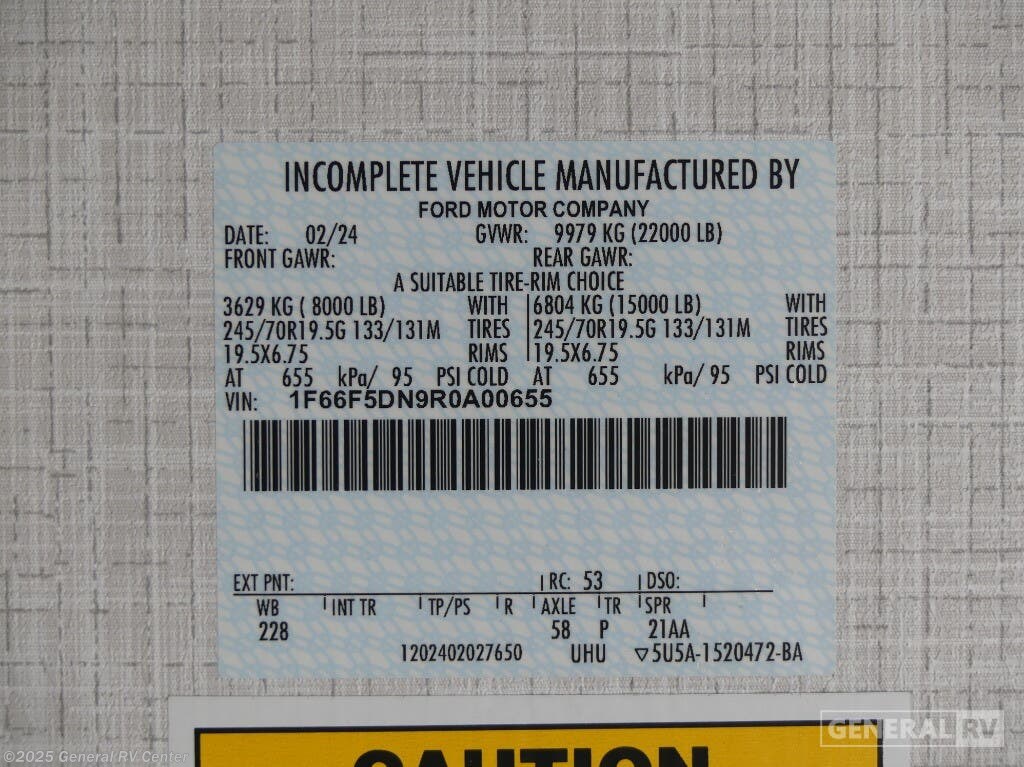 INCOMPLETE VEHICLE MANUFACTURED BY
FORD MOTOR COMPANY
DATE: 02/24 GVWR: 9979 KG (22000 LB)
FRONT GAWR: REAR GAWR:
A SUITABLE TIRE-RIM CHOICE
3629 KG ( 8000 LB) WITH 6804 KG (15000 LB) WITH
245/70R19.5G 133/131M TIRES 245/70R19.5G 133/131M TIRES
19.5X6.75 RIMS 19.5X6.75 RIMS
AT 655 kPa/ 95 PSI COLD AT 655 kPa/ 95 PSI COLD
VIN: 1F66F5DN9R0A00655
EXT PNT: RC: 53 DSO:
WB INT TR TP/PS R AXLE TR SPR
228 58 P 21AA
1202402027650 UHU ▽5U5A-1520472-BA
CAUTION
GENERAL RV
©2025 General RV Center